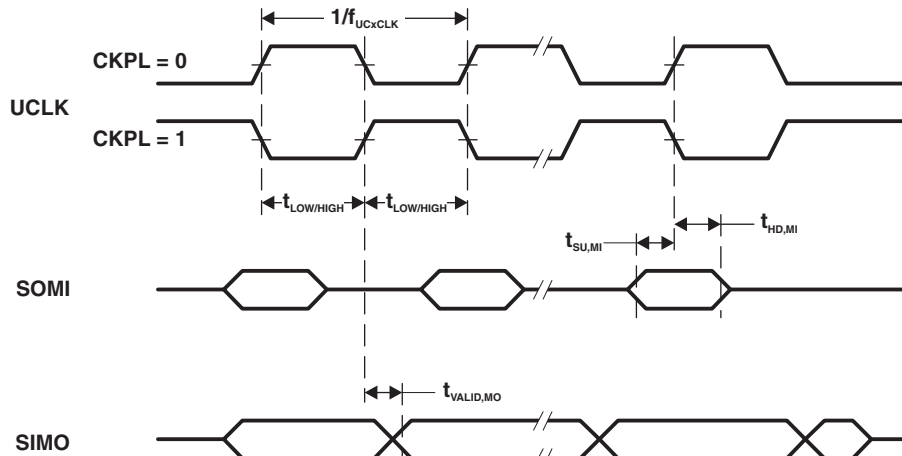 1/fUCxCLK
CKPL = 0
UCLK
CKPL = 1
tLOW/HIGH tLOW/HIGH
tSU,MI
tHD,MI
SOMI
tVALID,MO
SIMO